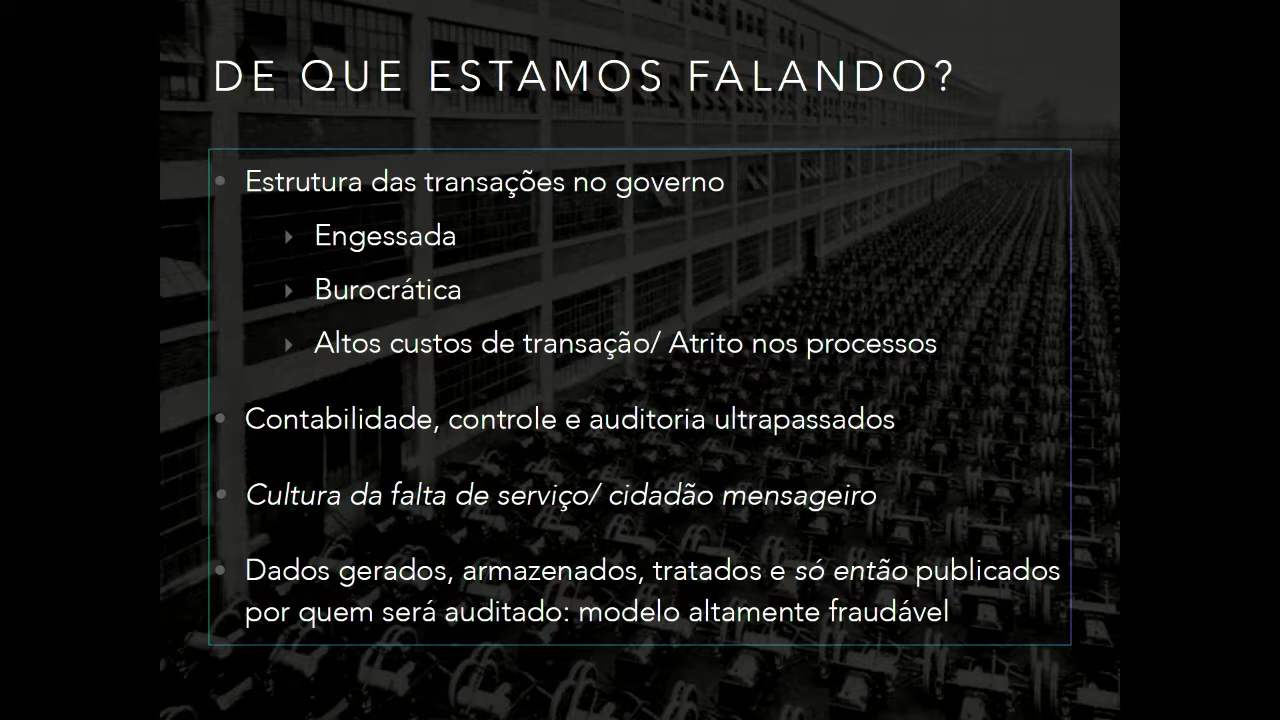 DE QUE ESTAMOS FALANDO?
Estrutura das transações no governo
Engessada
Burocrática
Altos custos de transação/ Atrito nos processos
Contabilidade, controle e auditoria ultrapassados
Cultura da falta de serviço/ cidadão mensageiro
Dados gerados, armazenados, tratados e só então publicados
por quem será auditado: modelo altamente fraudável